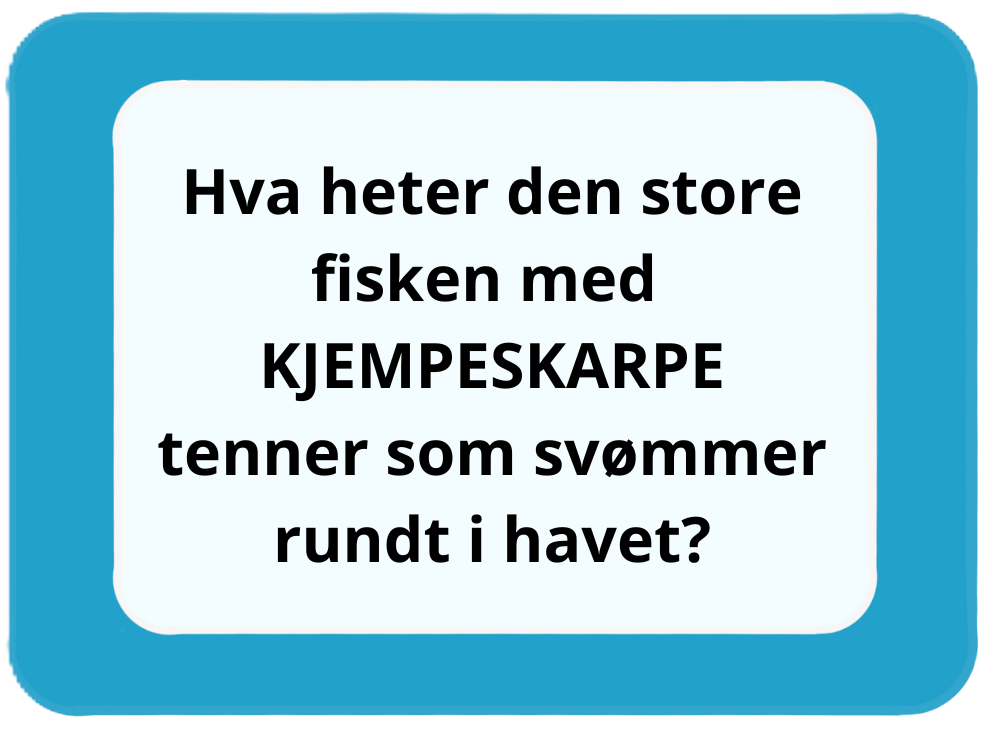 Hva heter den store
fisken med
KJEMPESKARPE
tenner som svømmer
rundt i havet?